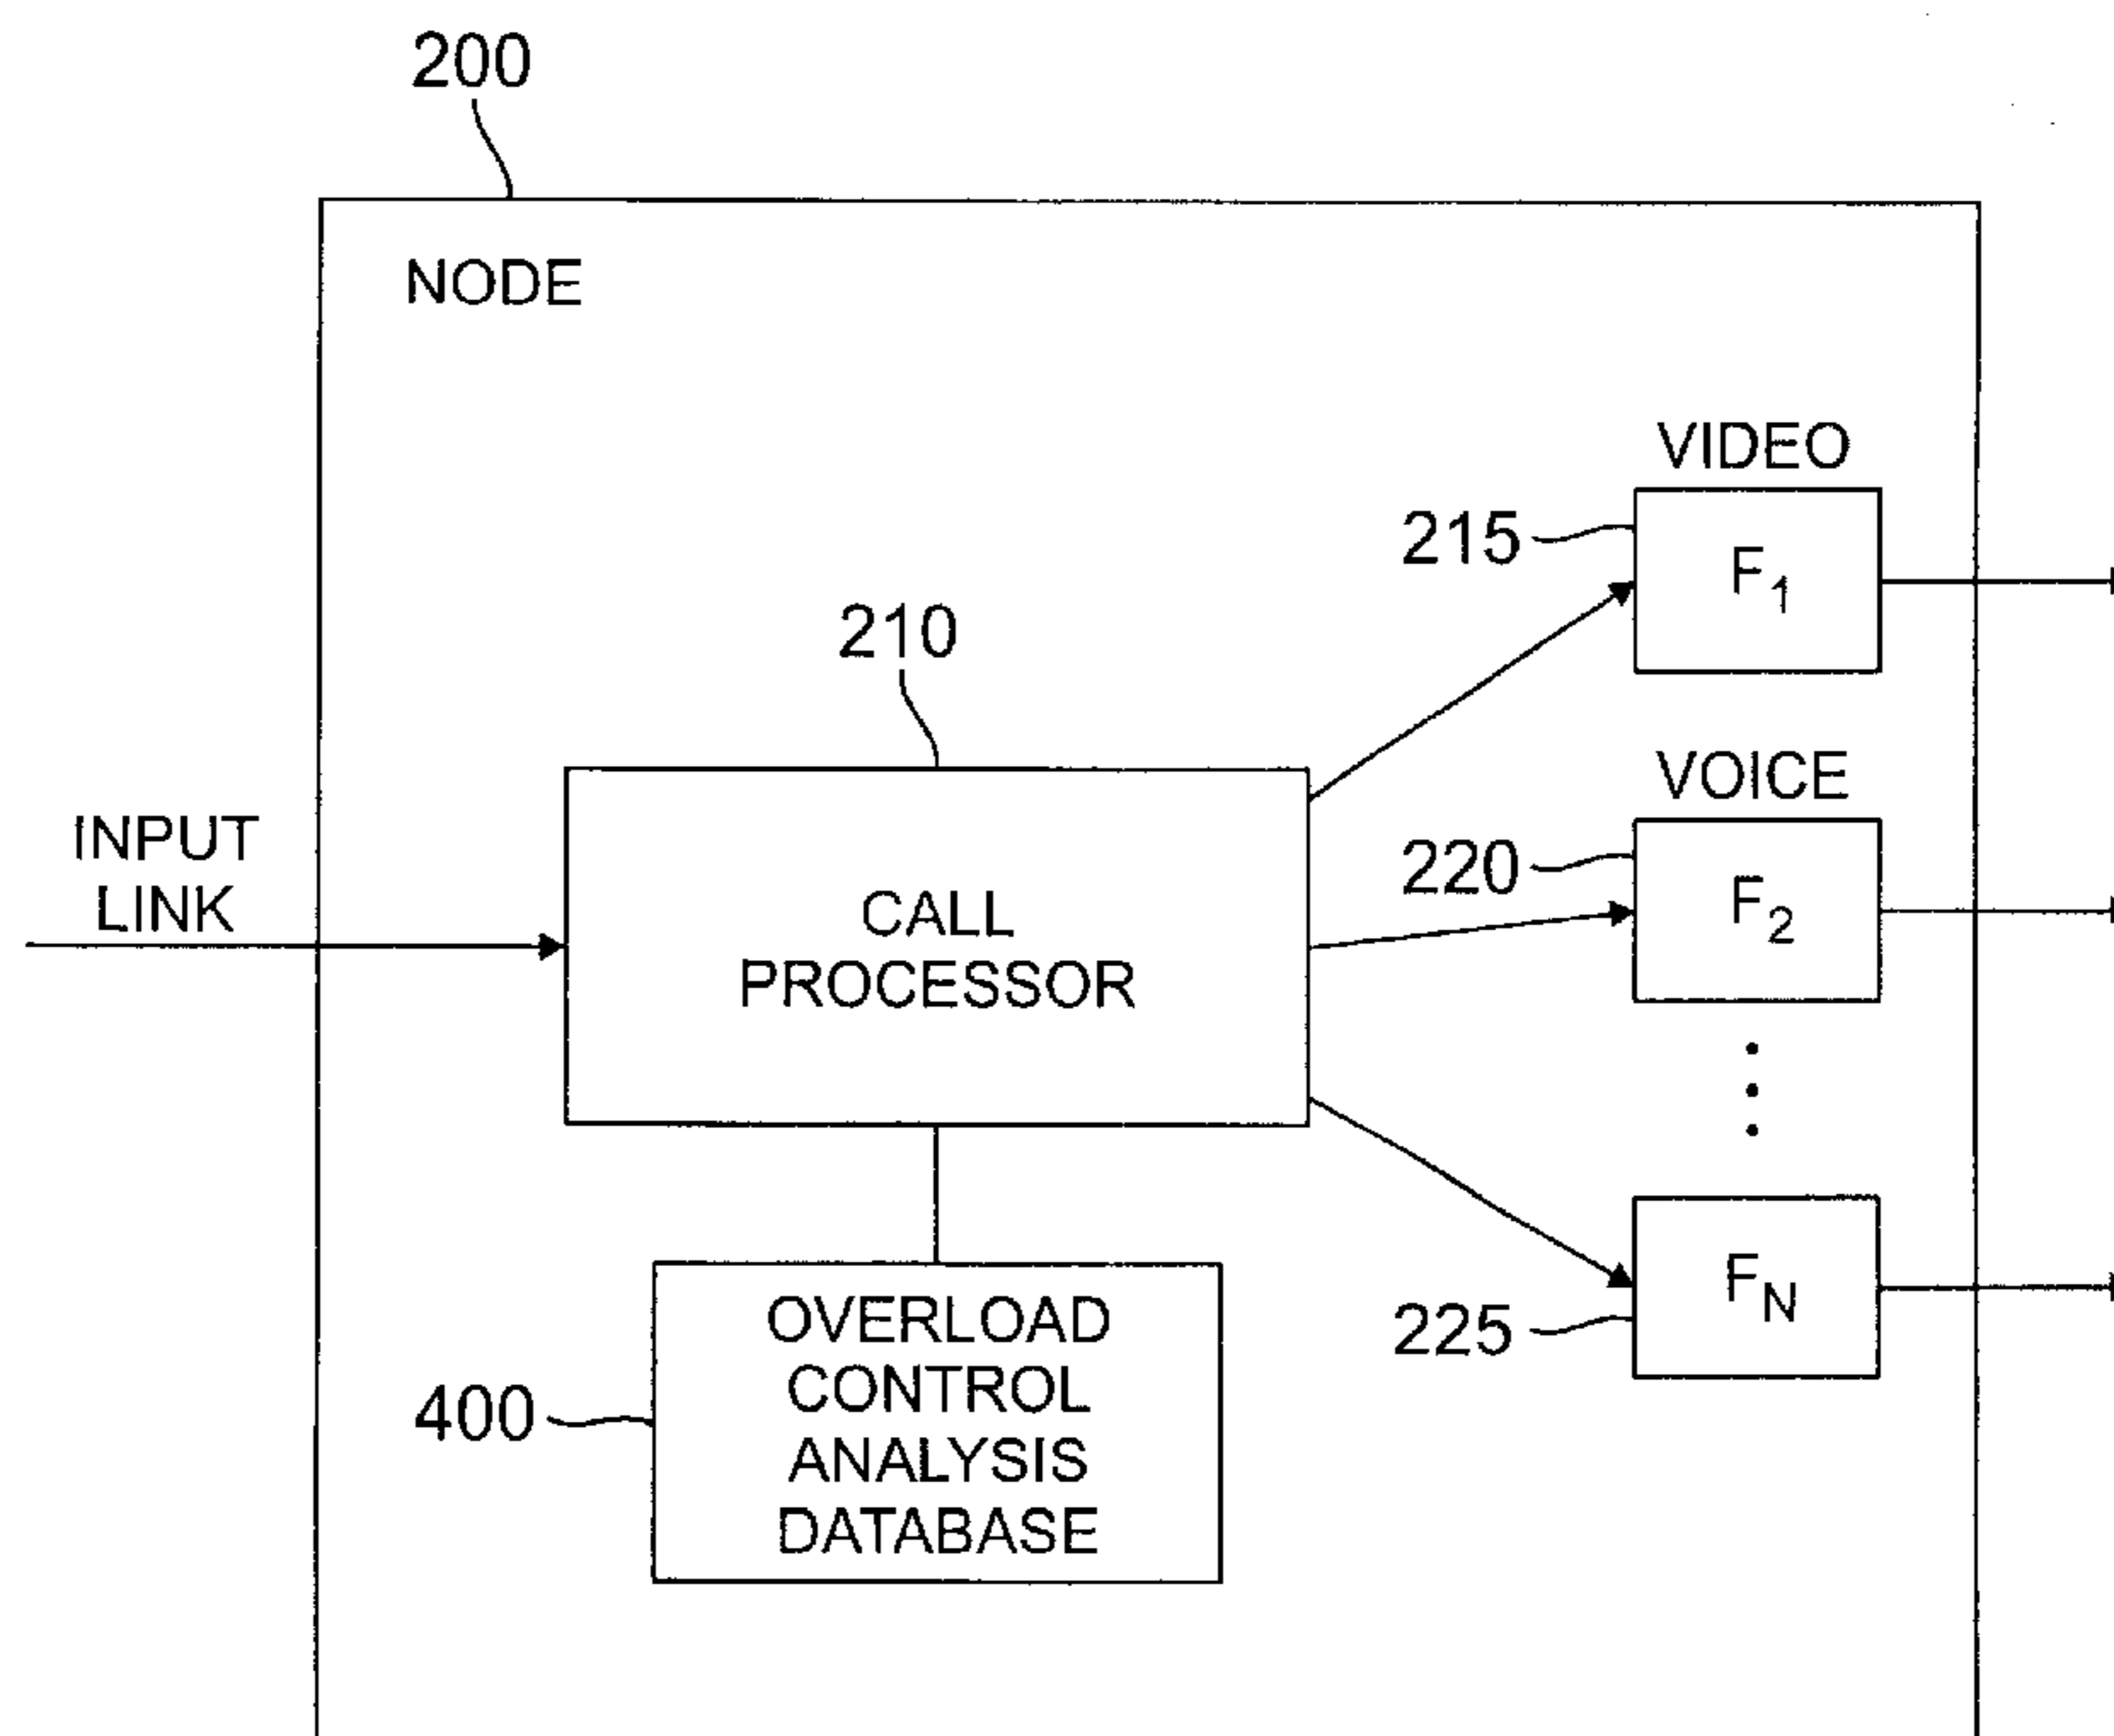 200
NODE
VIDEO
215
F1
210
VOICE
INPUT
LINK
220
F2
CALL
PROCESSOR
FN
225
OVERLOAD
CONTROL
ANALYSIS
DATABASE
400